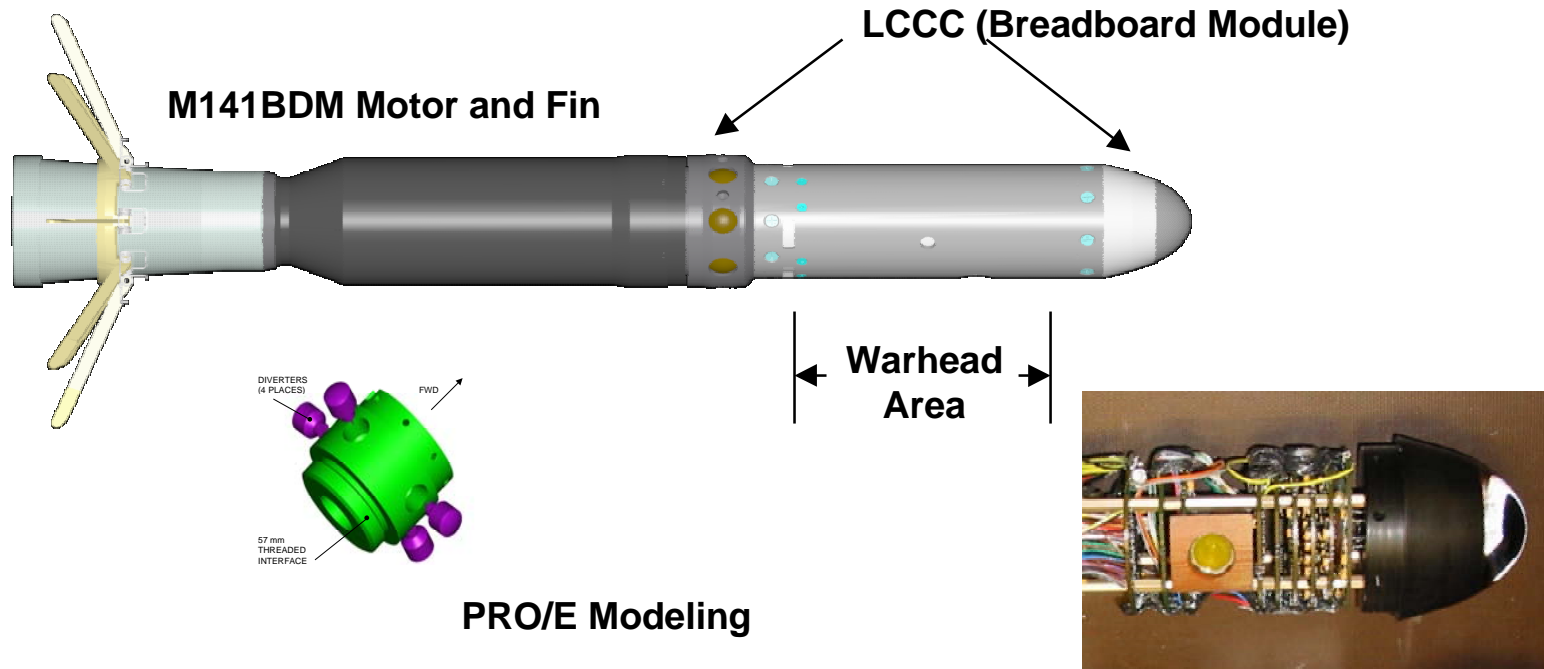 LCCC (Breadboard Module)
M141BDM Motor and Fin
Warhead
Area
DIVERTERS
(4 PLACES)
FWD
57 mm
THREADED
INTERFACE
PRO/E Modeling